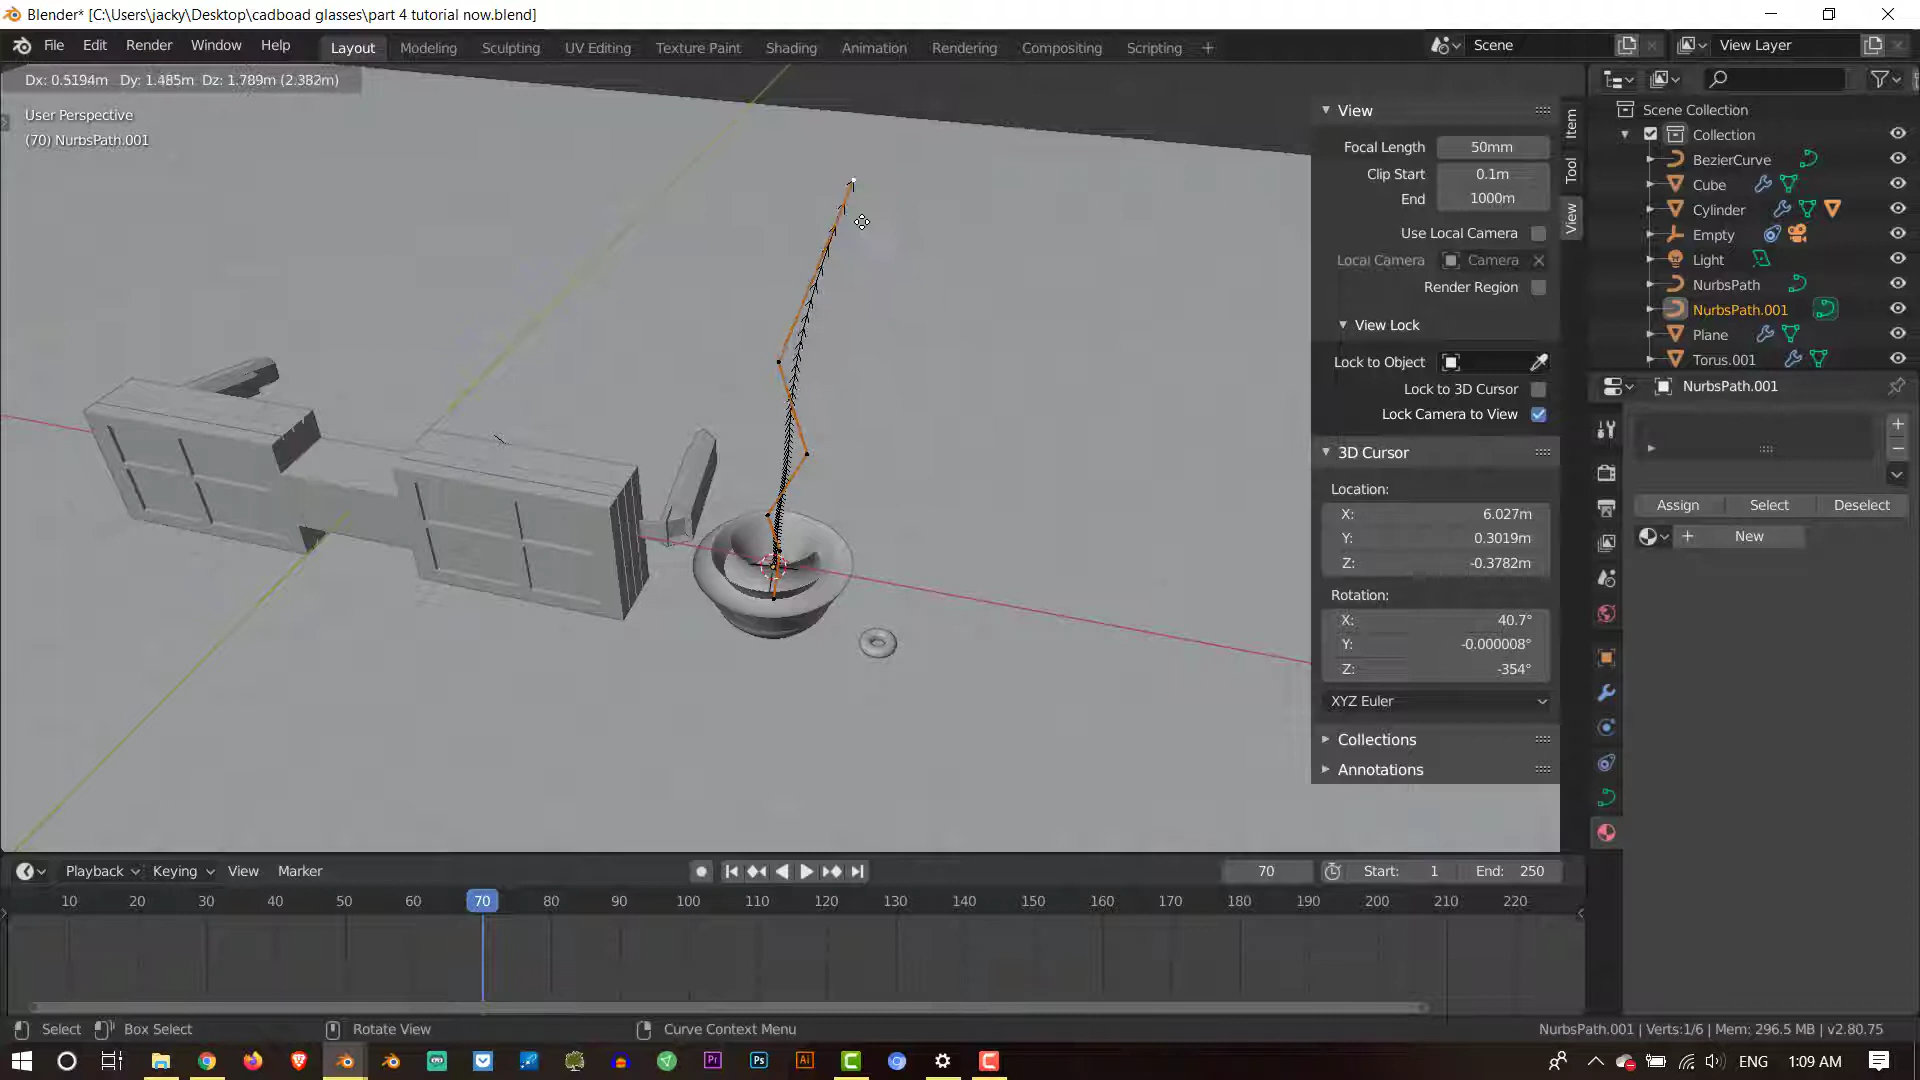 Blender* [C:\Users\jacky\Desktop\cadboad glasses\part 4 tutorial now.blend]
File Edit Render Window Help Layout Modeling Sculpting UV Editing Texture Paint Shading Animation Rendering Compositing Scripting Scene View Layer
Dx: 0.5194m Dy: 1.485m Dz: 1.789m (2.382m)
User Perspective
(70) NurbsPath.001
View
Focal Length 50mm
Clip Start 0.1m
End 1000m
Use Local Camera
Local Camera Camera
Render Region
View Lock
Lock to Object
Lock to 3D Cursor
Lock Camera to View
3D Cursor
Location:
X: 6.027m
Y: 0.3019m
Z: -0.3782m
Rotation:
X: 40.7°
Y: -0.000008°
Z: -354°
XYZ Euler
Collections
Annotations
Item
Tool
View
Scene Collection
Collection
BezierCurve
Cube
Cylinder
Empty
Light
NurbsPath
NurbsPath.001
Plane
Torus.001
NurbsPath.001
Assign Select Deselect
New
Playback Keying View Marker 70 Start: 1 End: 250
10 20 30 40 50 60 70 80 90 100 110 120 130 140 150 160 170 180 190 200 210 220
Select Box Select Rotate View Curve Context Menu NurbsPath.001 | Verts:1/6 | Mem: 296.5 MB | v2.80.75
Pr Ps Ai ENG 1:09 AM